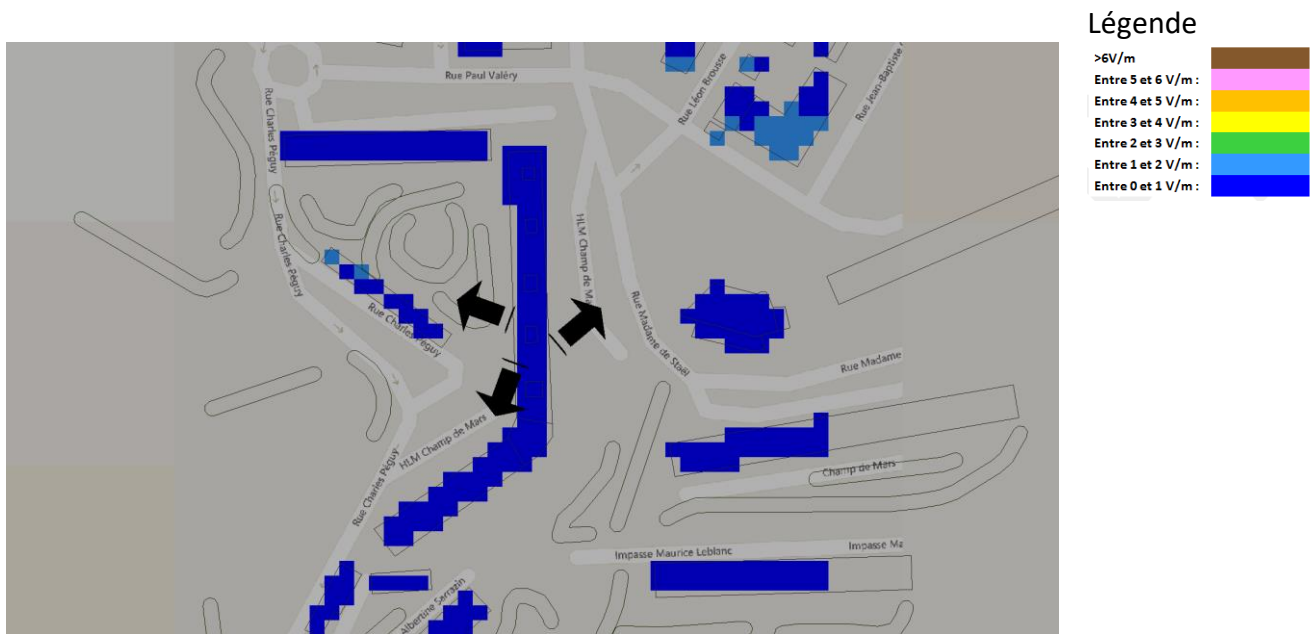 Légende
>6V/m
Entre 5 et 6 V/m :
Entre 4 et 5 V/m :
Entre 3 et 4 V/m :
Entre 2 et 3 V/m :
Entre 1 et 2 V/m :
Entre 0 et 1 V/m :
Rue Paul Valéry
Rue Léon Brousse
Rue Jean-Baptiste
Rue Charles Péguy
Rue Charles Péguy
Rue Charles Péguy
HLM Champ de Ma
Rue Madame de Staël
Rue Madame
HLM Champ de Mars
Rue Charles Péguy
Champ de Mars
Impasse Maurice Leblanc
Impasse Ma
Albertine Sarrazin